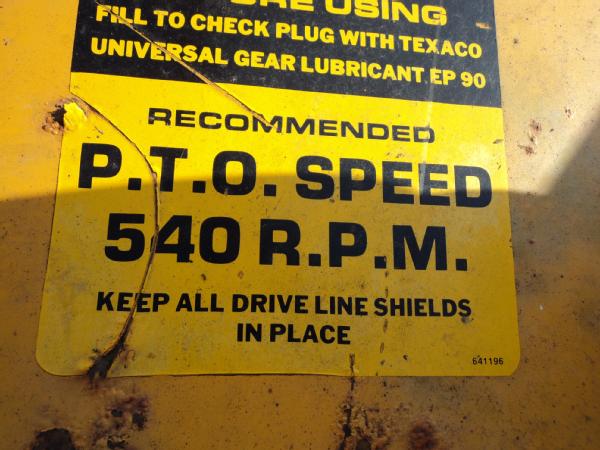 USING
FILL TO CHECK PLUG WITH TEXACO
UNIVERSAL GEAR LUBRICANT EP 90
RECOMMENDED
P.T.O. SPEED
540 R.P.M.
KEEP ALL DRIVE LINE SHIELDS
IN PLACE
641196